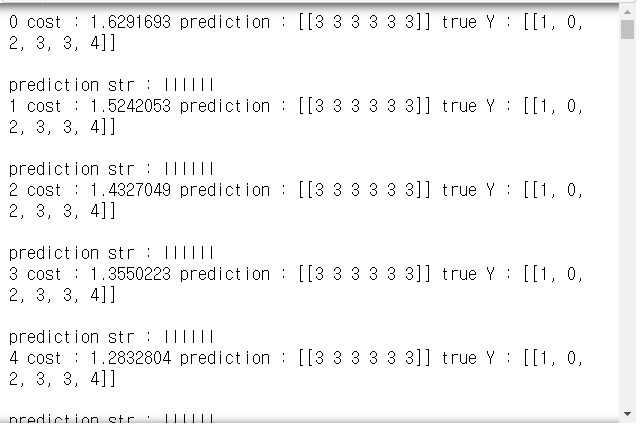 0 cost : 1.6291693 prediction : [[3 3 3 3 3 3]] true Y : [[1, 0,
2, 3, 3, 4]]
prediction str : llllll
1 cost : 1.5242053 prediction : [[3 3 3 3 3 3]] true Y : [[1, 0,
2, 3, 3, 4]]
prediction str : llllll
2 cost : 1.4327049 prediction : [[3 3 3 3 3 3]] true Y : [[1, 0,
2, 3, 3, 4]]
prediction str : llllll
3 cost : 1.3550223 prediction : [[3 3 3 3 3 3]] true Y : [[1, 0,
2, 3, 3, 4]]
prediction str : llllll
4 cost : 1.2832804 prediction : [[3 3 3 3 3 3]] true Y : [[1, 0,
2, 3, 3, 4]]
prediction str : llllll